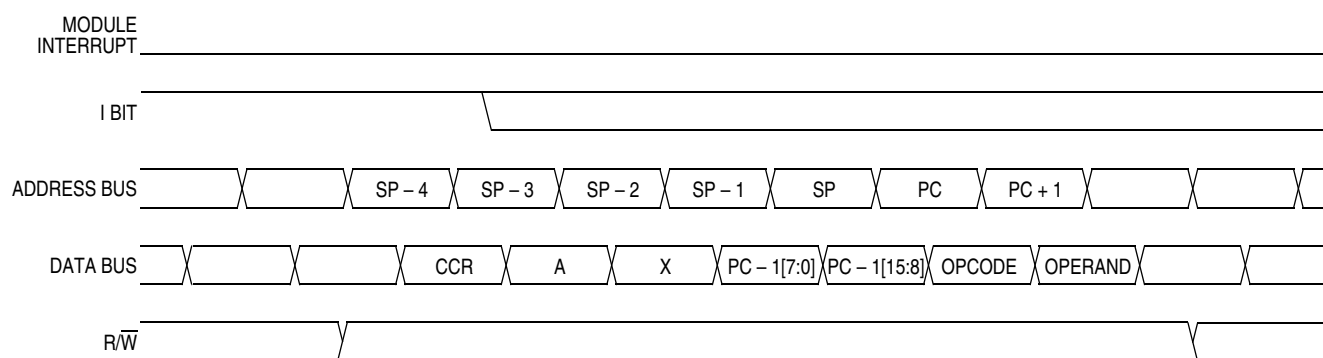 MODULE
INTERRUPT
I BIT
ADDRESS BUS SP – 4 SP – 3 SP – 2 SP – 1 SP PC PC + 1
DATA BUS CCR A X PC – 1[7:0] PC – 1[15:8] OPCODE OPERAND
R/W̅